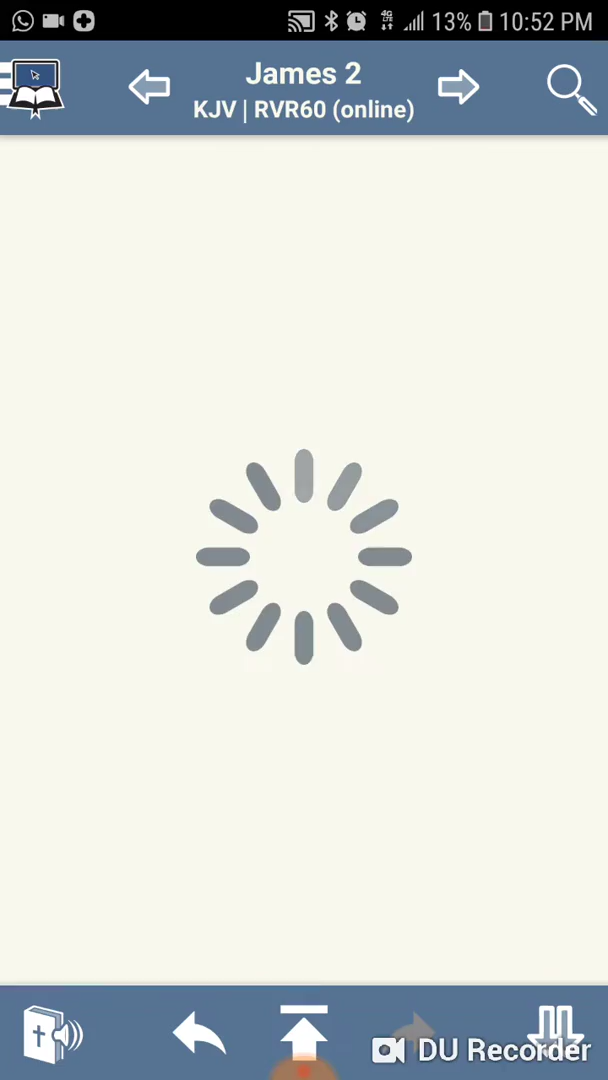 13% 10:52 PM
James 2
KJV | RVR60 (online)
DU Recorder